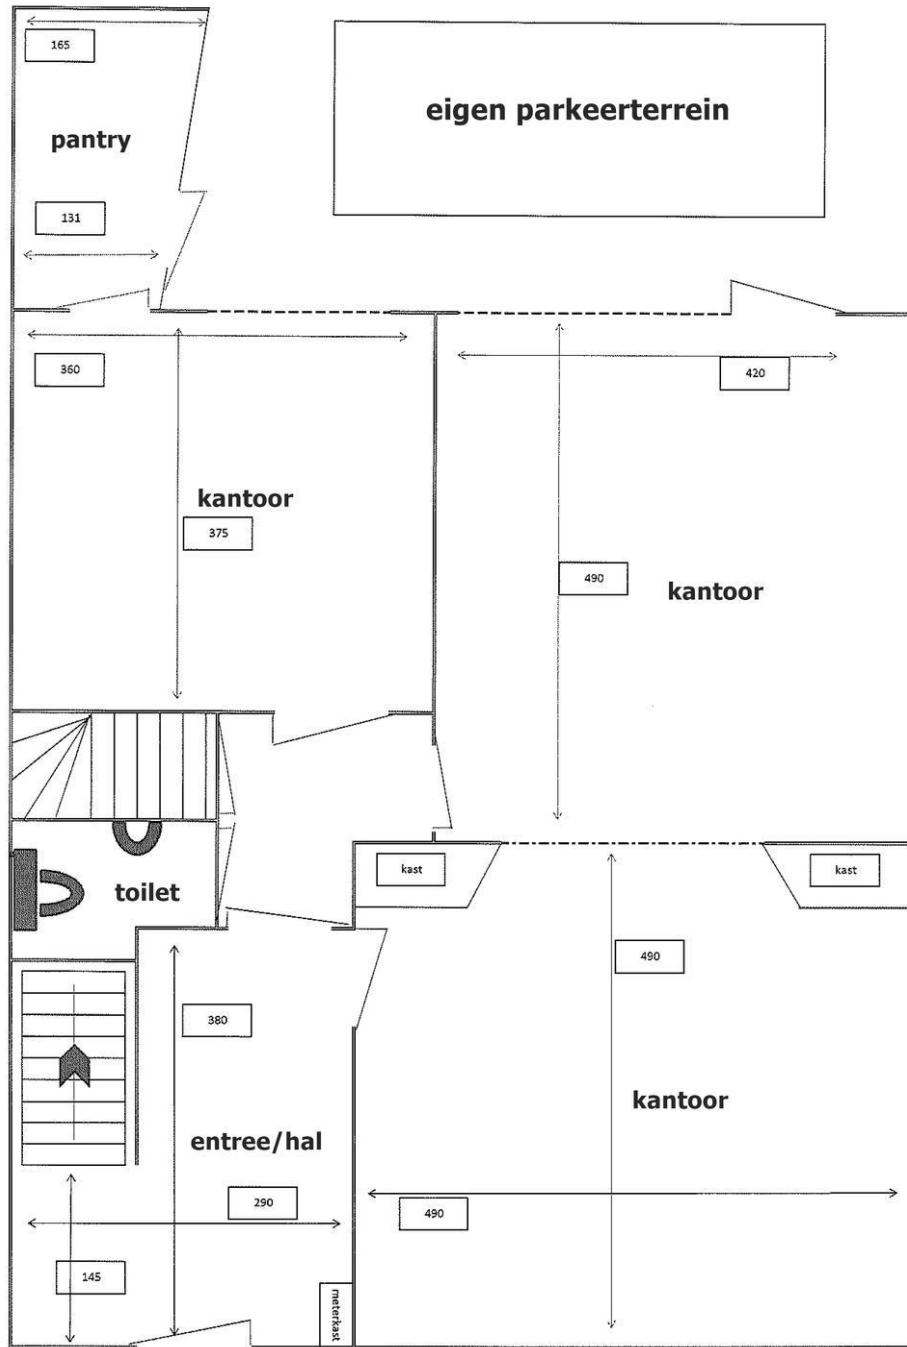 165
eigen parkeerterrein
pantry
131
360
420
kantoor
375
490
kantoor
kast
kast
toilet
490
380
kantoor
entree/hal
290
490
145
meterkast